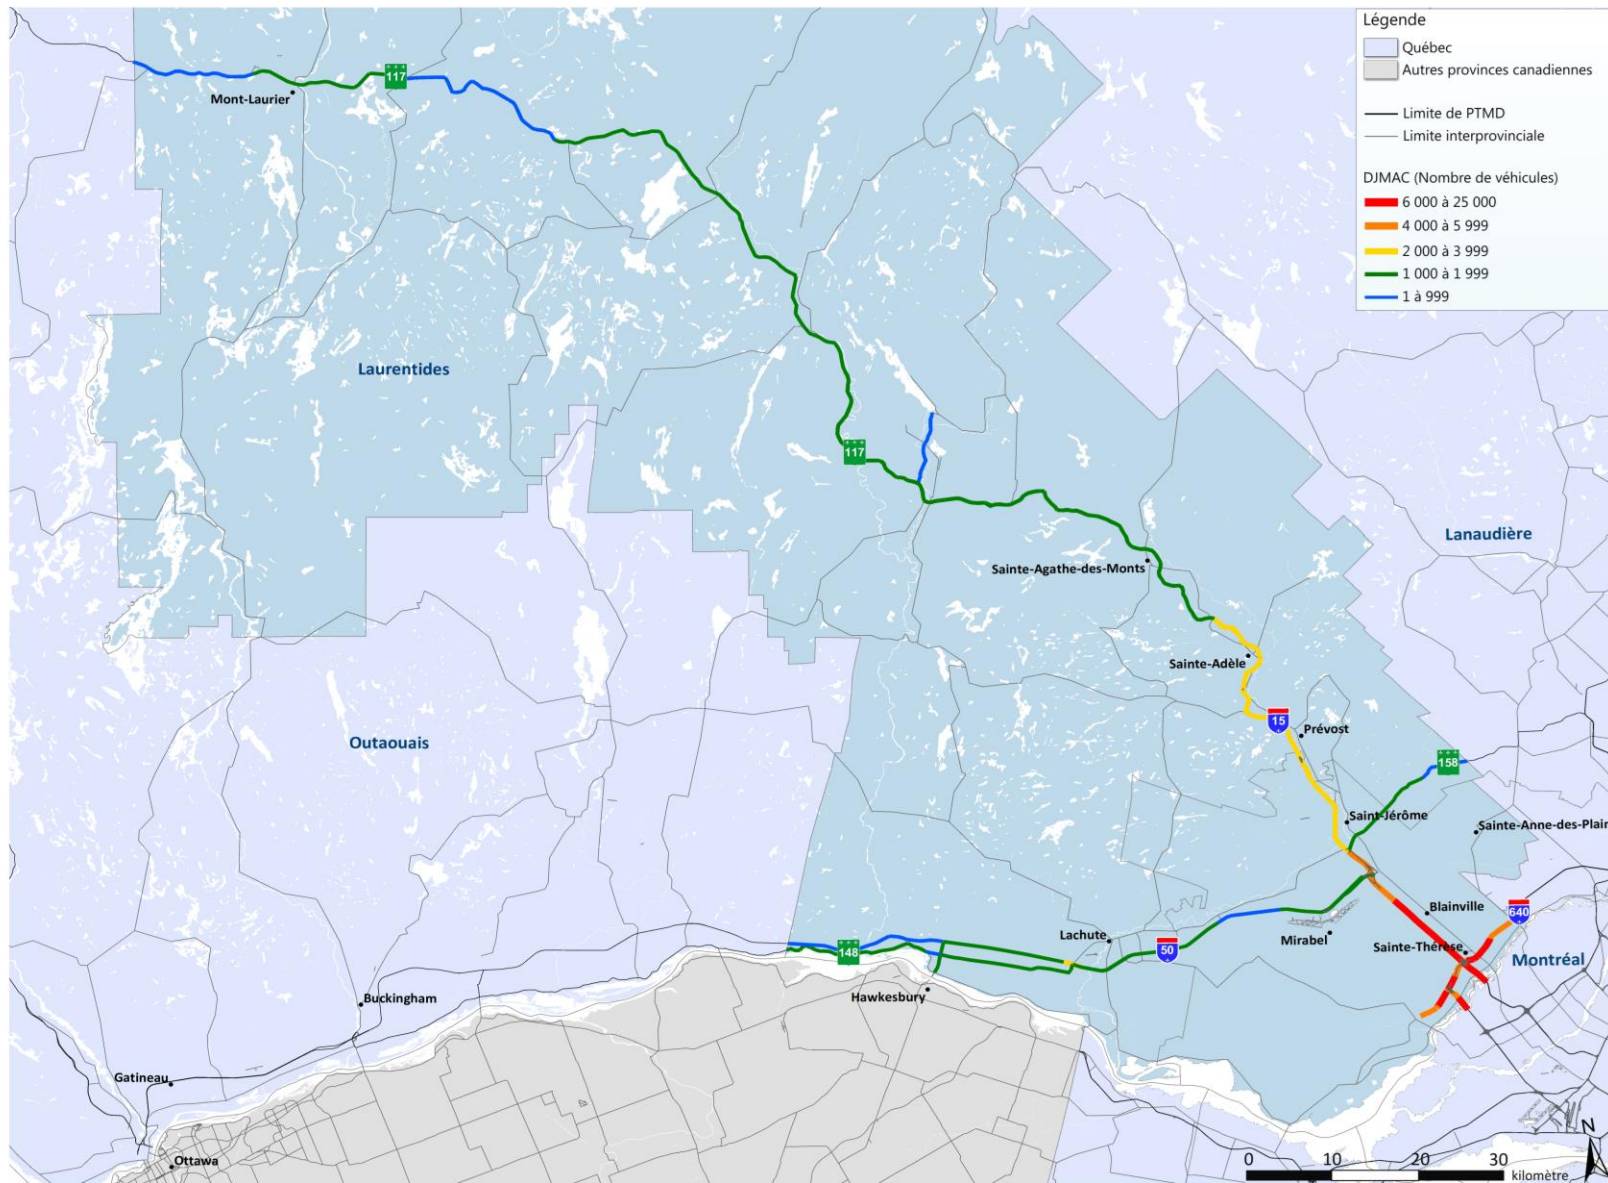 Légende
Québec
Autres provinces canadiennes
Limite de PTMD
Limite interprovinciale
DJMAC (Nombre de véhicules)
6 000 à 25 000
4 000 à 5 999
2 000 à 3 999
1 000 à 1 999
1 à 999
117
Mont-Laurier
Laurentides
117
Lanaudière
Sainte-Agathe-des-Monts
Sainte-Adèle
15
Prévost
Outaouais
158
Saint-Jérôme
Sainte-Anne-des-Plain
Blainville
640
Lachute
Mirabel
Sainte-Thérèse
50
148
Montréal
Hawkesbury
Buckingham
Gatineau
Ottawa
N
0 10 20 30
kilomètre